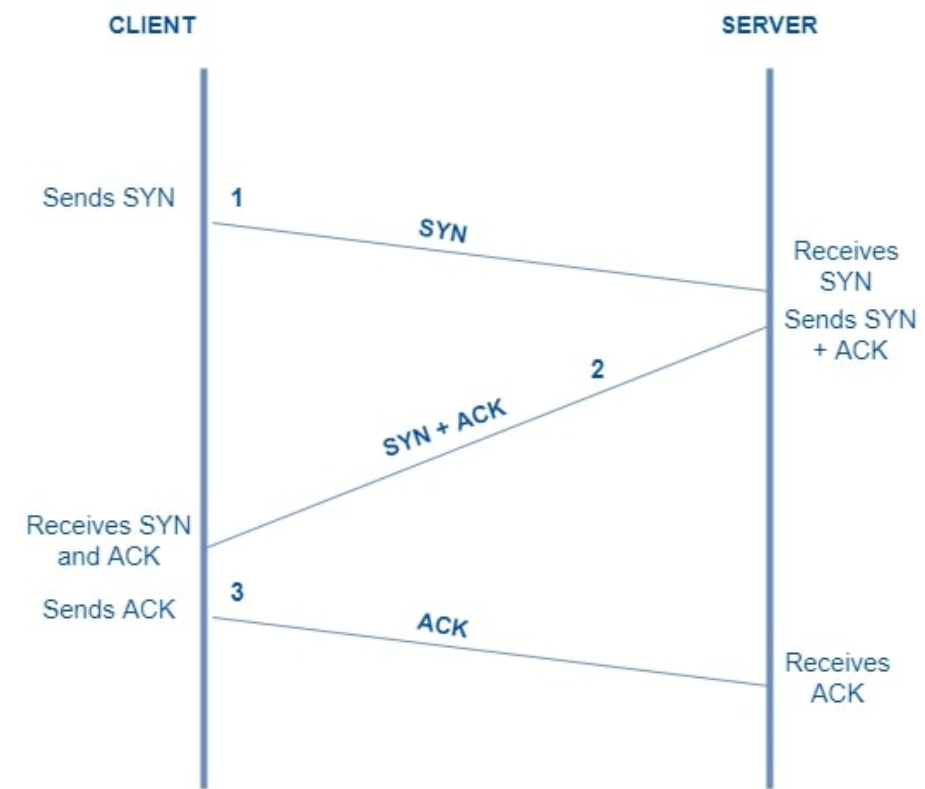 CLIENT
SERVER
Sends SYN
1
SYN
Receives
SYN
Sends SYN
+ ACK
2
SYN + ACK
Receives SYN
and ACK
3
Sends ACK
ACK
Receives
ACK